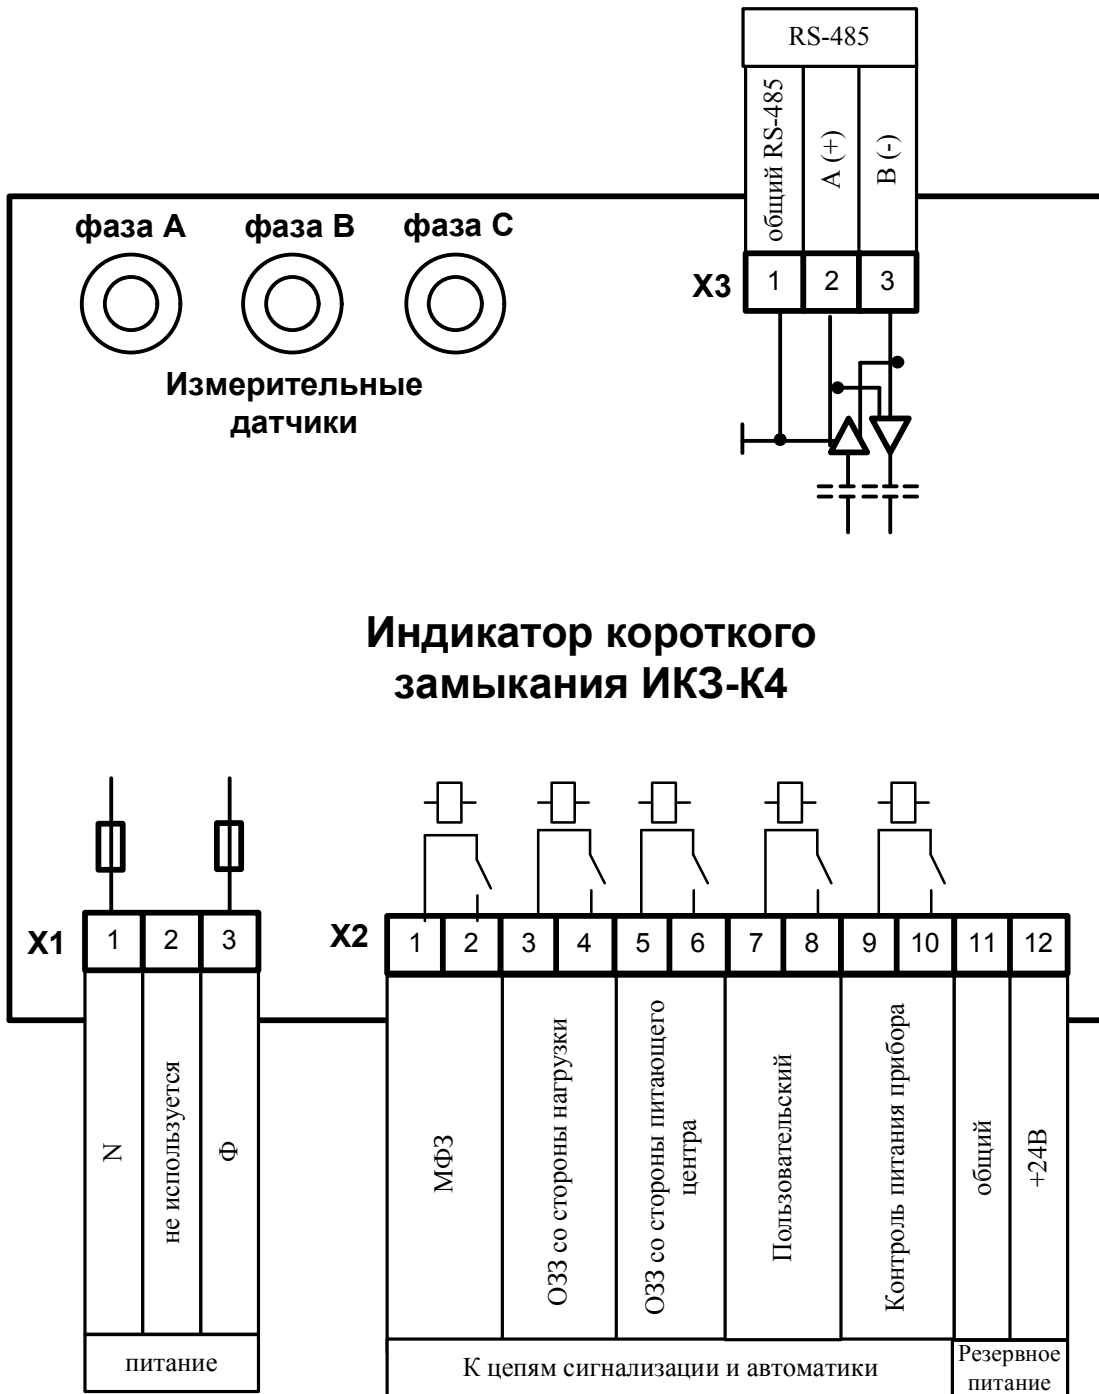 RS-485
общий RS-485
A (+)
B (-)
фаза А
фаза В
фаза С
X3
1
2
3
Измерительные
датчики
Индикатор короткого
замыкания ИКЗ-К4
X1
1
2
3
X2
1
2
3
4
5
6
7
8
9
10
11
12
N
не используется
Ф
МФЗ
ОЗЗ со стороны нагрузки
ОЗЗ со стороны питающего
центра
Пользовательский
Контроль питания прибора
общий
+24В
питание
К цепям сигнализации и автоматики
Резервное
питание